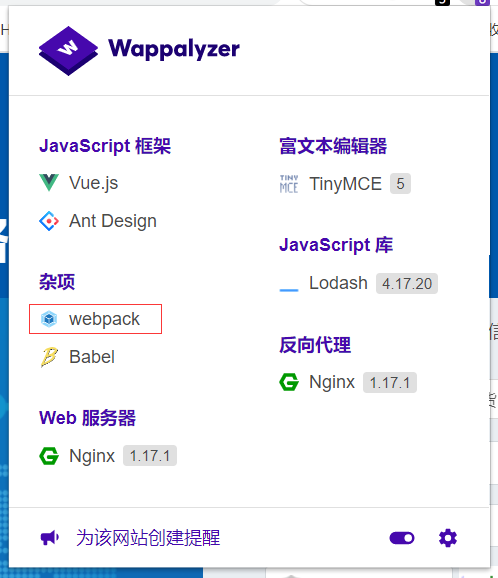 Wappalyzer
JavaScript 框架
Vue.js
Ant Design
杂项
webpack
Babel
Web 服务器
Nginx 1.17.1
富文本编辑器
TINY MCE
TinyMCE 5
JavaScript 库
Lodash 4.17.20
反向代理
Nginx 1.17.1
为该网站创建提醒